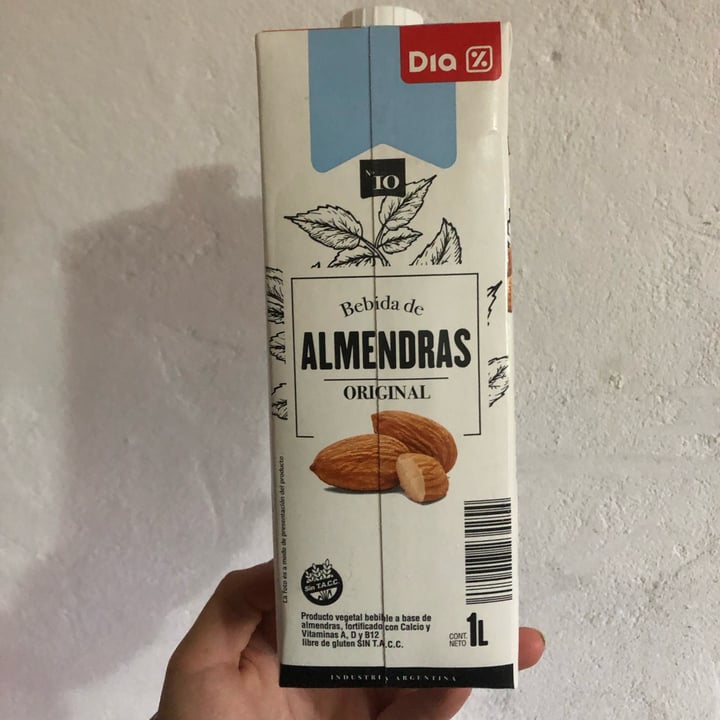 Dia %
N° 10
Bebida de
ALMENDRAS
ORIGINAL
La foto es a modo de presentación del producto
Sin T.A.C.C.
Producto vegetal bebible a base de
almendras, fortificado con Calcio y
Vitaminas A, D y B12
libre de gluten SIN T.A.C.C.
CONT.
NETO 1L
INDUSTRIA ARGENTINA